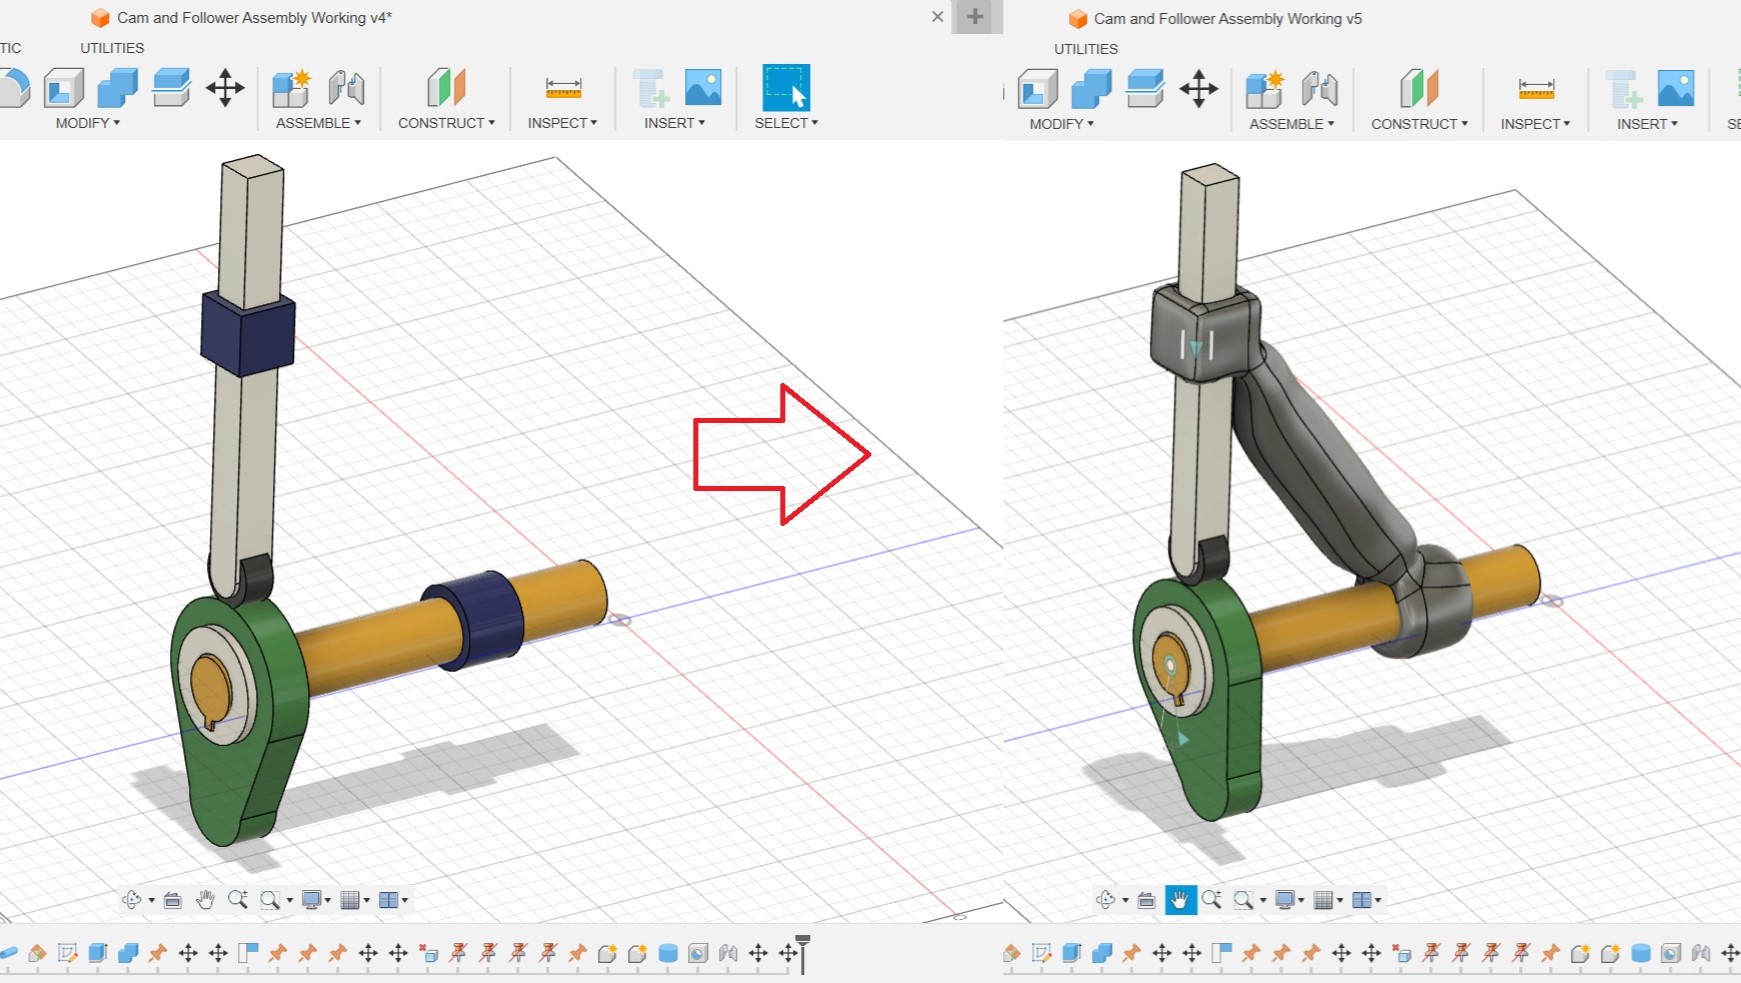 Cam and Follower Assembly Working v4*
TIC UTILITIES
MODIFY ASSEMBLE CONSTRUCT INSPECT INSERT SELECT
Cam and Follower Assembly Working v5
UTILITIES
MODIFY ASSEMBLE CONSTRUCT INSPECT INSERT SE